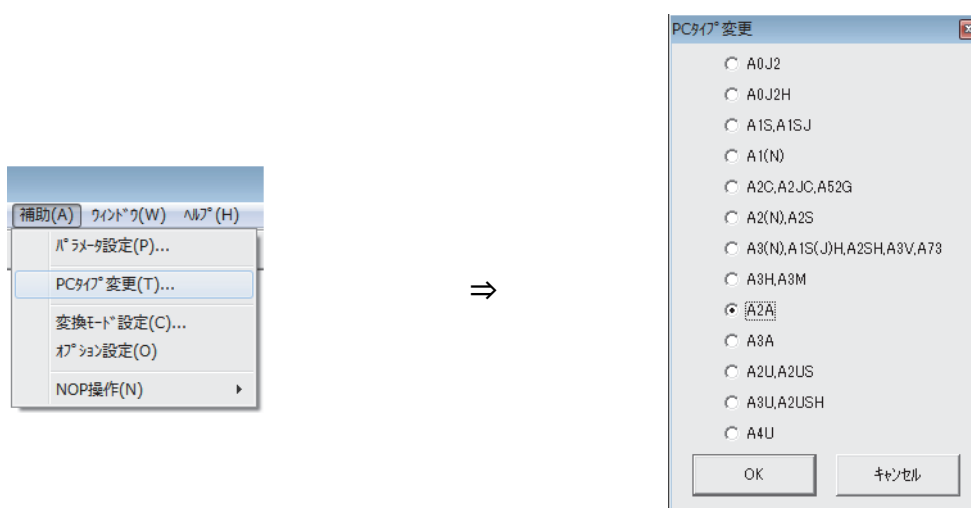 補助(A) ｳｨﾝﾄﾞｳ(W) ﾍﾙﾌﾟ(H)
ﾊﾟﾗﾒｰﾀ設定(P)...
PCﾀｲﾌﾟ変更(T)...
変換ﾓｰﾄﾞ設定(C)...
ｵﾌﾟｼｮﾝ設定(O)
NOP操作(N)
⇒
PCﾀｲﾌﾟ変更
A0J2
A0J2H
A1S,A1SJ
A1(N)
A2C,A2JC,A52G
A2(N),A2S
A3(N),A1S(J)H,A2SH,A3V,A73
A3H,A3M
A2A
A3A
A2U,A2US
A3U,A2USH
A4U
OK ｷｬﾝｾﾙ